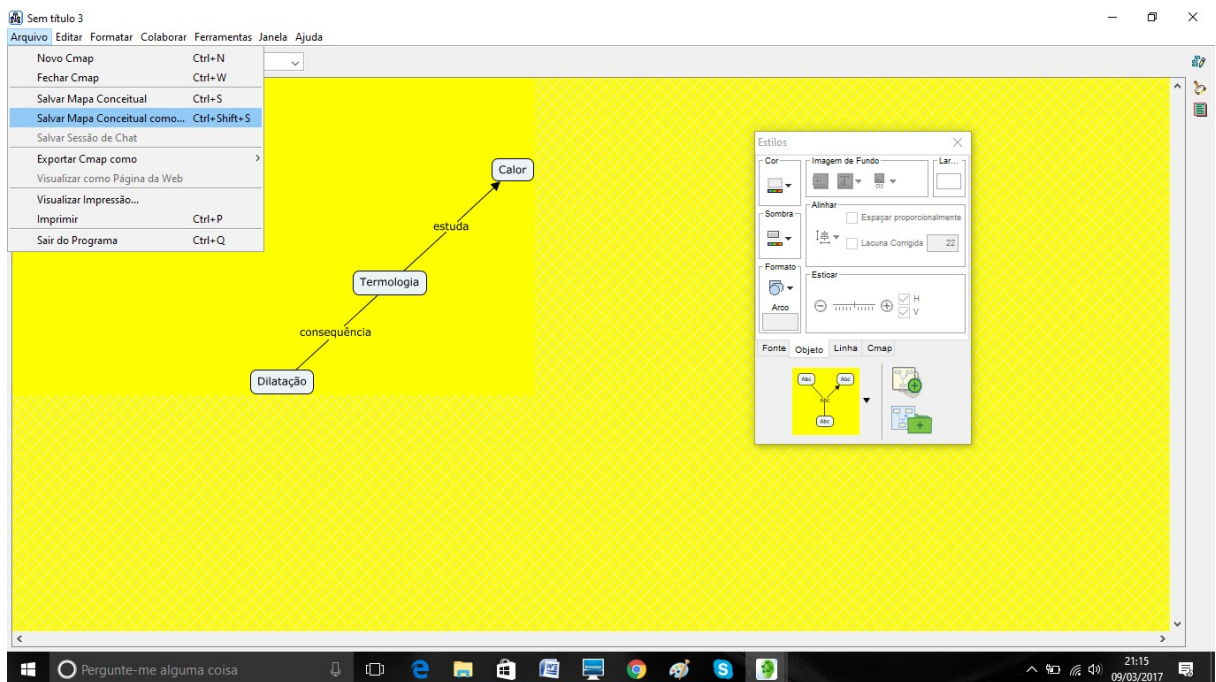 Sem título 3
Arquivo Editar Formatar Colaborar Ferramentas Janela Ajuda
Novo Cmap Ctrl+N
Fechar Cmap Ctrl+W
Salvar Mapa Conceitual Ctrl+S
Salvar Mapa Conceitual como... Ctrl+Shift+S
Salvar Sessão de Chat
Exportar Cmap como
Visualizar como Página da Web
Visualizar Impressão...
Imprimir Ctrl+P
Sair do Programa Ctrl+Q
Calor
estuda
Termologia
consequência
Dilatação
Estilos
Cor Imagem de Fundo Lar...
Sombra Alinhar
Espaçar proporcionalmente
Lacuna Corrigida 22
Formato Esticar
H
Arco
V
Fonte Objeto Linha Cmap
Abc Abc
Abc
Abc
Pergunte-me alguma coisa
21:15
09/03/2017